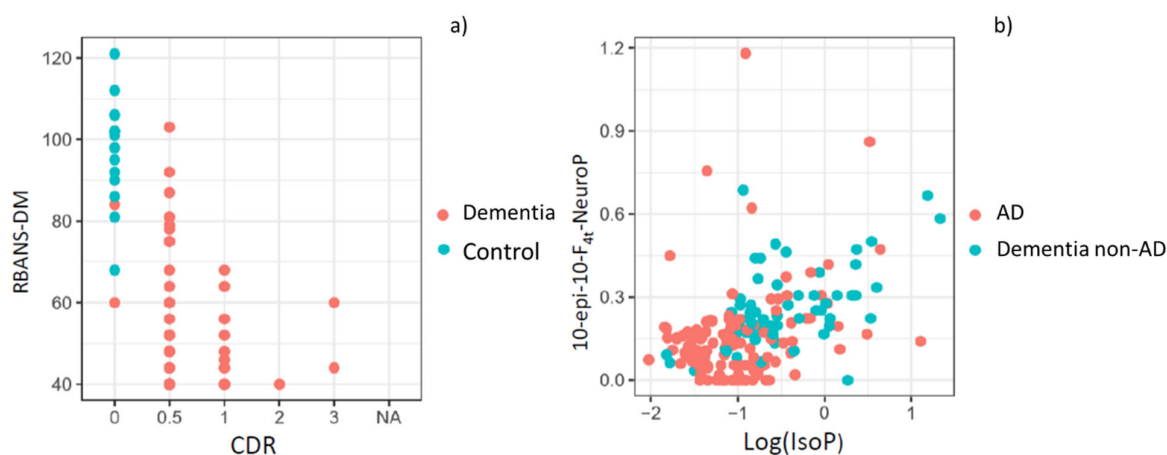 a)
RBANS-DM
120
100
80
60
40
0 0.5 1 2 3 NA
CDR
Dementia
Control
b)
10-epi-10-F4t-NeuroP
1.2
0.9
0.6
0.3
0.0
−2 −1 0 1
Log(IsoP)
AD
Dementia non-AD